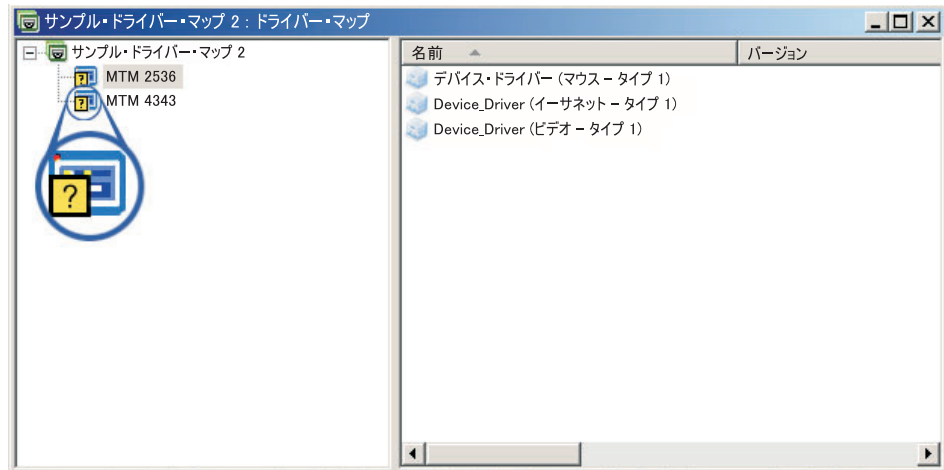 サンプル・ドライバー・マップ 2 : ドライバー・マップ
サンプル・ドライバー・マップ 2
MTM 2536
MTM 4343
名前
バージョン
デバイス・ドライバー (マウス – タイプ 1)
Device_Driver (イーサネット – タイプ 1)
Device_Driver (ビデオ – タイプ 1)
?